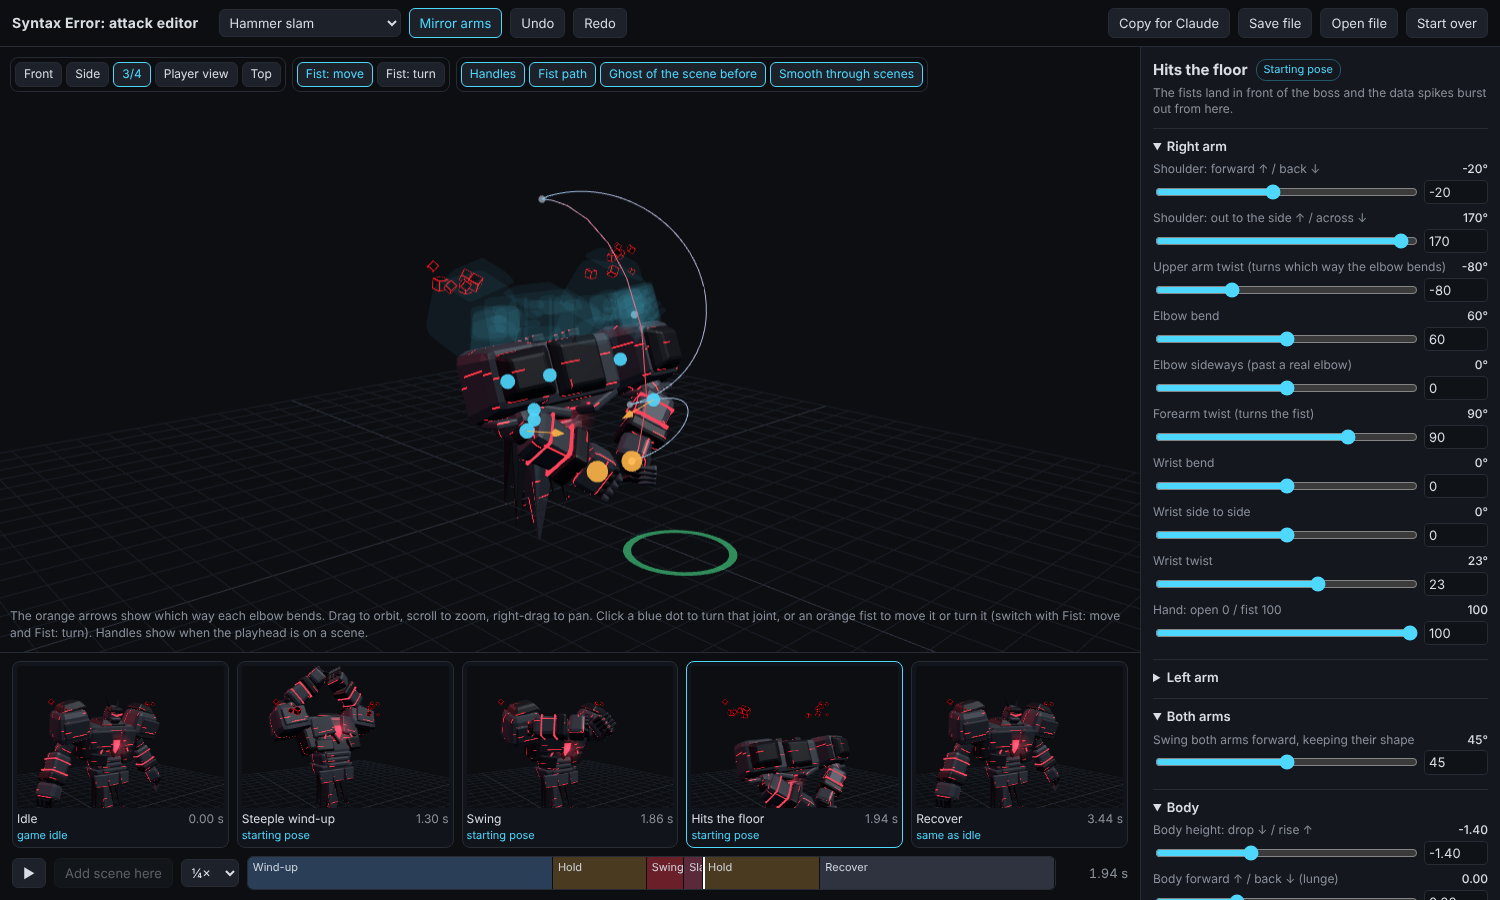 Syntax Error: attack editor
Hammer slam
Mirror arms
Undo
Redo
Copy for Claude
Save file
Open file
Start over
Front
Side
3/4
Player view
Top
Fist: move
Fist: turn
Handles
Fist path
Ghost of the scene before
Smooth through scenes
The orange arrows show which way each elbow bends. Drag to orbit, scroll to zoom, right-drag to pan. Click a blue dot to turn that joint, or an orange fist to move it or turn it (switch with Fist: move
and Fist: turn). Handles show when the playhead is on a scene.
Idle
0.00 s
game idle
Steeple wind-up
1.30 s
starting pose
Swing
1.86 s
starting pose
Hits the floor
1.94 s
starting pose
Recover
3.44 s
same as idle
Add scene here
¼×
Wind-up
Hold
Swing
Sla
Hold
Recover
1.94 s
Hits the floor
Starting pose
The fists land in front of the boss and the data spikes burst
out from here.
▼ Right arm
Shoulder: forward ↑ / back ↓
-20°
-20
Shoulder: out to the side ↑ / across ↓
170°
170
Upper arm twist (turns which way the elbow bends)
-80°
-80
Elbow bend
60°
60
Elbow sideways (past a real elbow)
0°
0
Forearm twist (turns the fist)
90°
90
Wrist bend
0°
0
Wrist side to side
0°
0
Wrist twist
23°
23
Hand: open 0 / fist 100
100
100
▶ Left arm
▼ Both arms
Swing both arms forward, keeping their shape
45°
45
▼ Body
Body height: drop ↓ / rise ↑
-1.40
-1.40
Body forward ↑ / back ↓ (lunge)
0.00